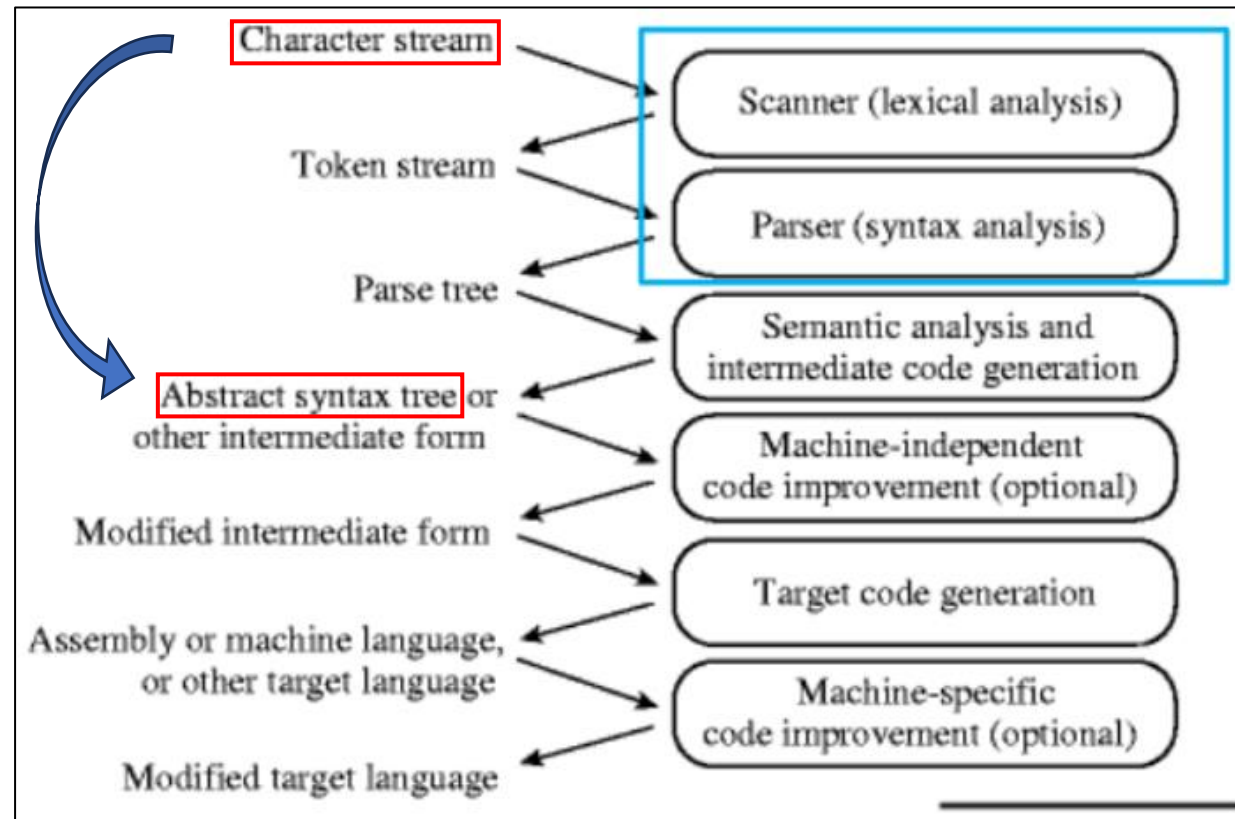 Character stream
Scanner (lexical analysis)
Token stream
Parser (syntax analysis)
Parse tree
Semantic analysis and
intermediate code generation
Abstract syntax tree or
other intermediate form
Machine-independent
code improvement (optional)
Modified intermediate form
Target code generation
Assembly or machine language,
or other target language
Machine-specific
code improvement (optional)
Modified target language